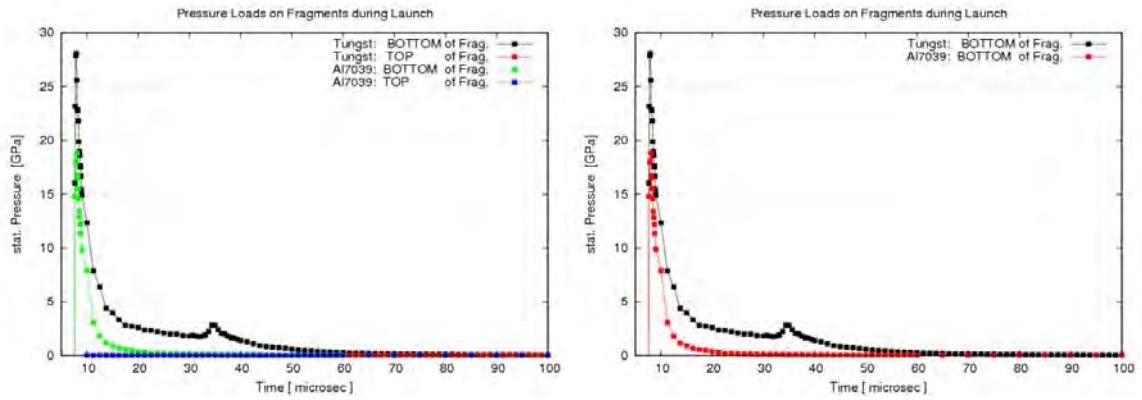 Pressure Loads on Fragments during Launch
30
25
20
15
10
5
0
stat. Pressure [GPa]
Tungst: BOTTOM of Frag.
Tungst: TOP of Frag.
Al7039: BOTTOM of Frag.
Al7039: TOP of Frag.
10 20 30 40 50 60 70 80 90 100
Time [ microsec ]
Pressure Loads on Fragments during Launch
30
25
20
15
10
5
0
stat. Pressure [GPa]
Tungst: BOTTOM of Frag.
Al7039: BOTTOM of Frag.
10 20 30 40 50 60 70 80 90 100
Time [ microsec ]